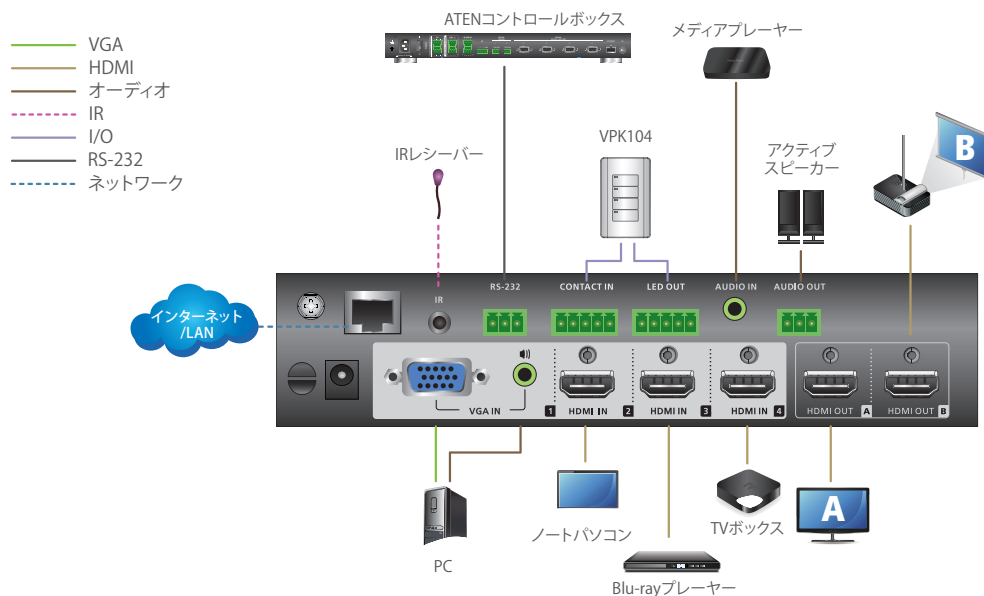 ATENコントロールボックス
メディアプレーヤー
VGA
HDMI
オーディオ
IR
I/O
RS-232
ネットワーク
IRレシーバー
VPK104
アクティブ
スピーカー
B
RS-232
CONTACT IN
LED OUT
AUDIO IN
AUDIO OUT
IR
インターネット
/LAN
VGA IN
1
HDMI IN
2
HDMI IN
3
HDMI IN
4
HDMI OUT
A
HDMI OUT
B
PC
ノートパソコン
Blu-rayプレーヤー
TVボックス
A